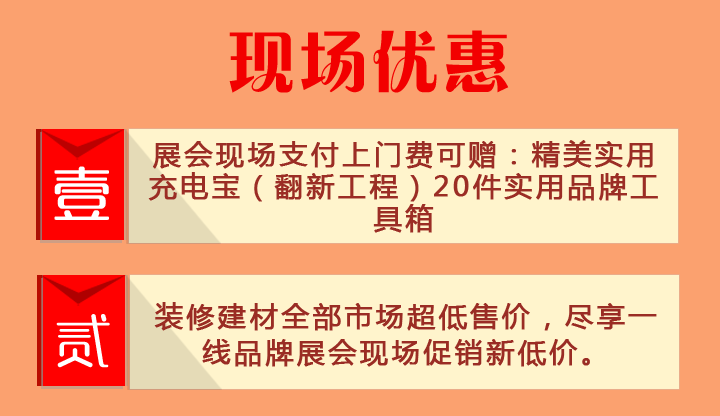 现场优惠
壹
展会现场支付上门费可赠：精美实用
充电宝（翻新工程）20件实用品牌工
具箱
贰
装修建材全部市场超低售价，尽享一
线品牌展会现场促销新低价。